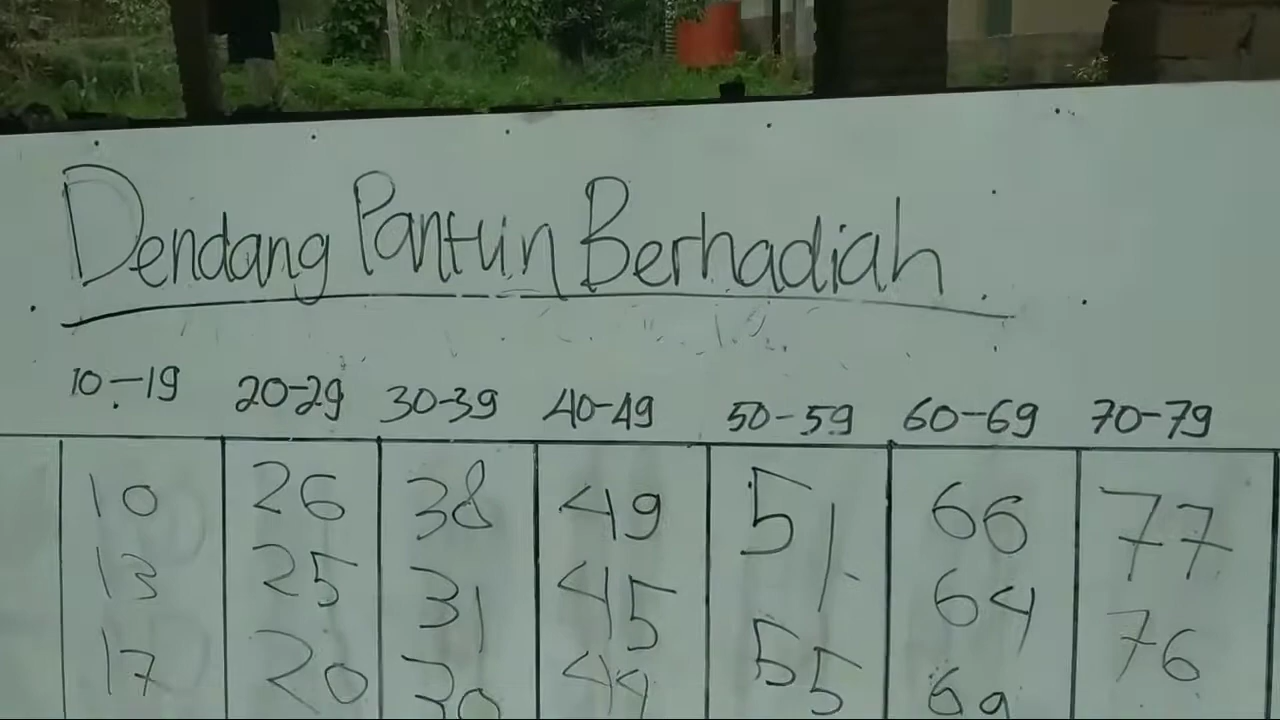 Dendang Pantun Berhadiah
10-19 20-29 30-39 40-49 50-59 60-69 70-79
10 26 38 49 51 66 77
13 25 31 45 55 64 76
17 20